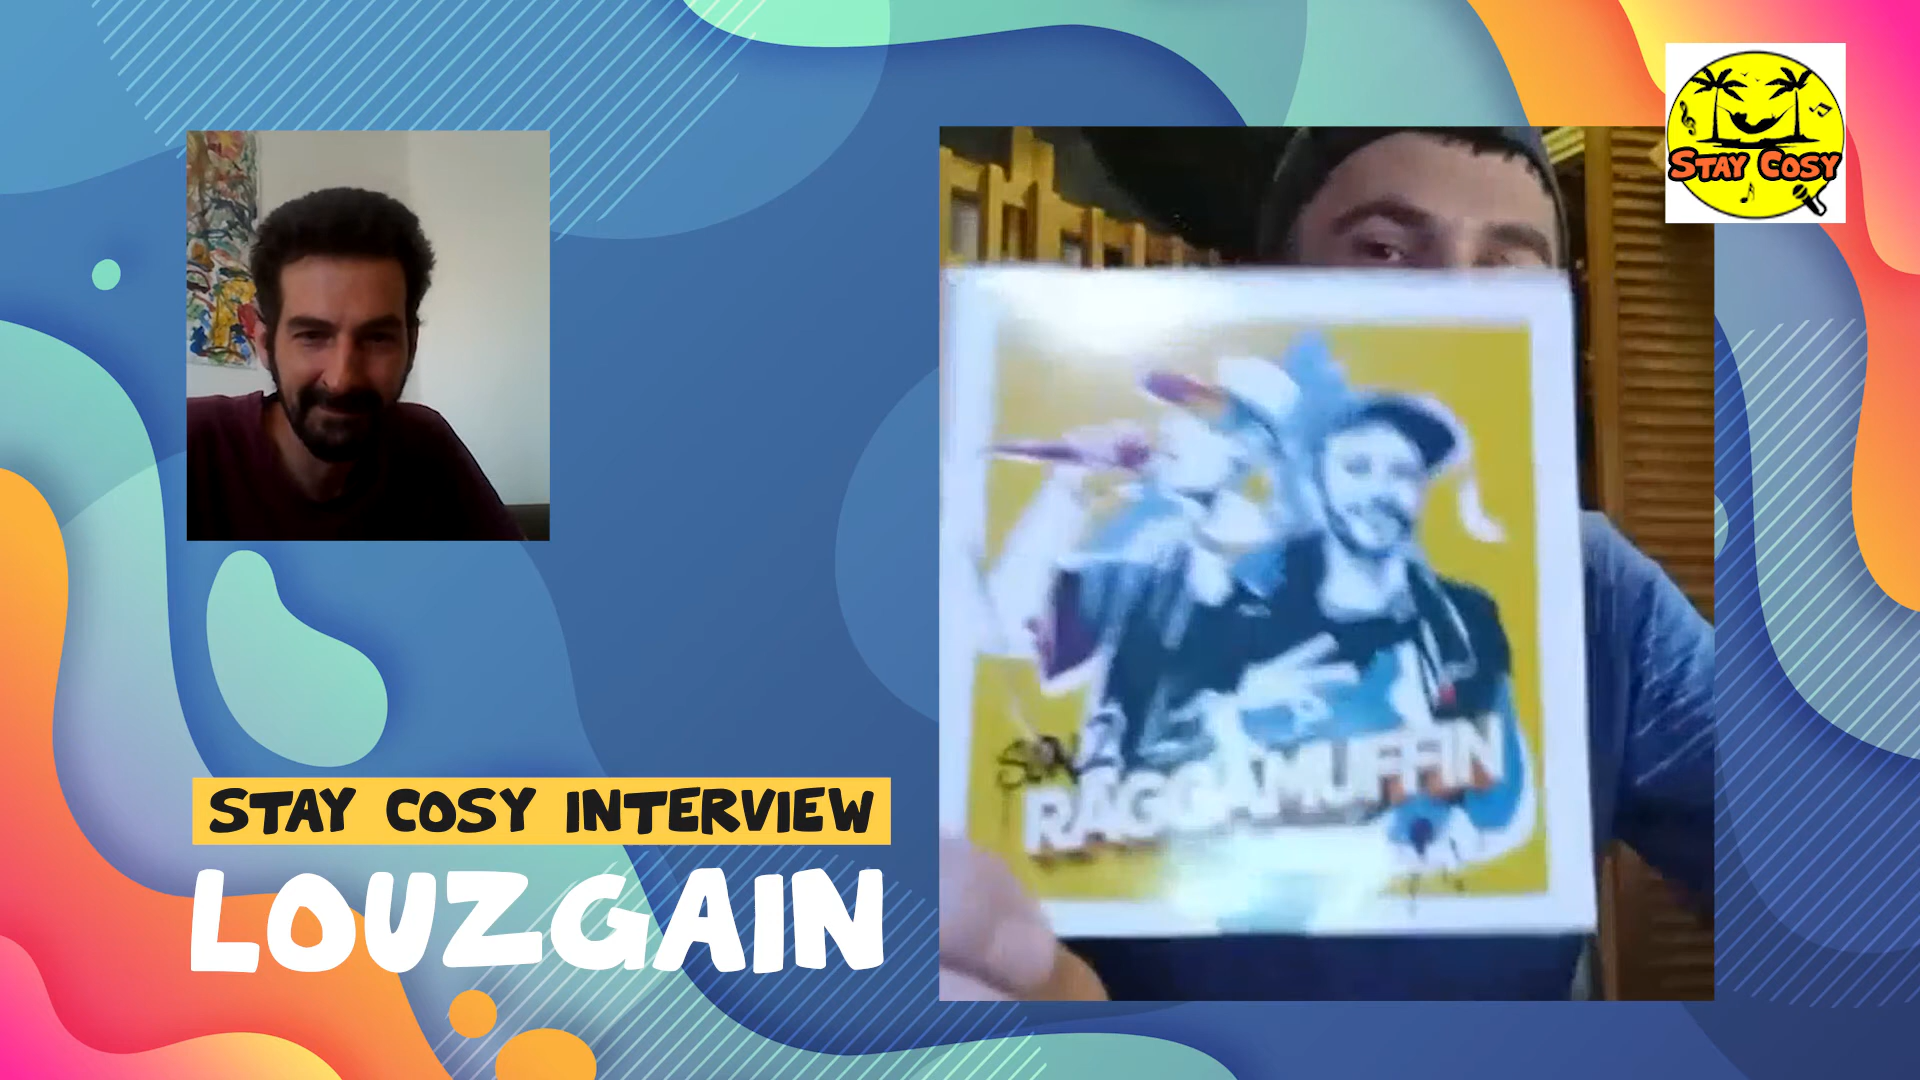 STAY COSY
STAY COSY INTERVIEW
LOUZGAIN
RAGGAMUFFIN